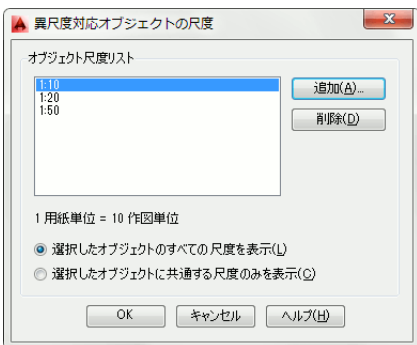 異尺度対応オブジェクトの尺度
オブジェクト尺度リスト
1:10
1:20
1:50
追加(A)...
削除(D)
1 用紙単位 = 10 作図単位
選択したオブジェクトのすべての尺度を表示(L)
選択したオブジェクトに共通する尺度のみを表示(C)
OK キャンセル ヘルプ(H)